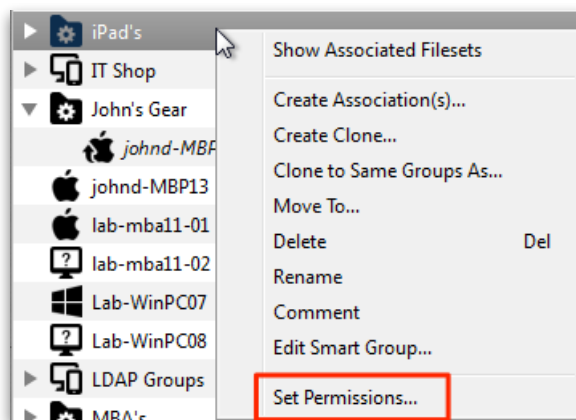 iPad's
IT Shop
John's Gear
johnd-MBP
johnd-MBP13
lab-mba11-01
lab-mba11-02
Lab-WinPC07
Lab-WinPC08
LDAP Groups
MBA's
Show Associated Filesets
Create Association(s)...
Create Clone...
Clone to Same Groups As...
Move To...
Delete Del
Rename
Comment
Edit Smart Group...
Set Permissions...